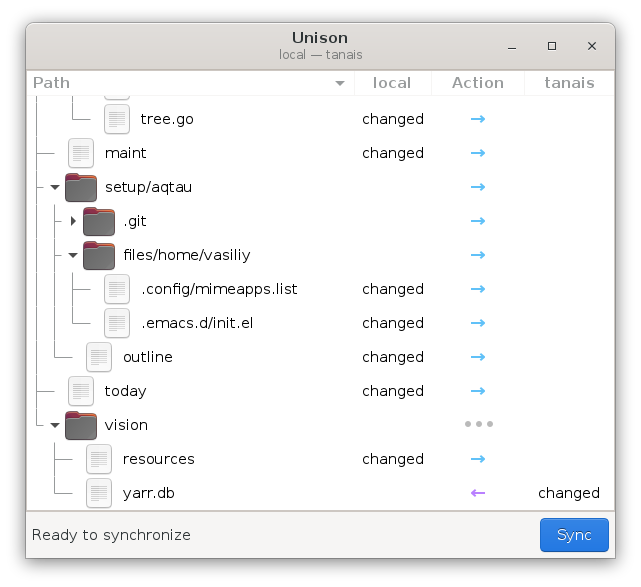 Unison
local — tanais
Path local Action tanais
tree.go changed →
maint changed →
setup/aqtau →
.git →
files/home/vasiliy →
.config/mimeapps.list changed →
.emacs.d/init.el changed →
outline changed →
today changed →
vision •••
resources changed →
yarr.db ← changed
Ready to synchronize Sync